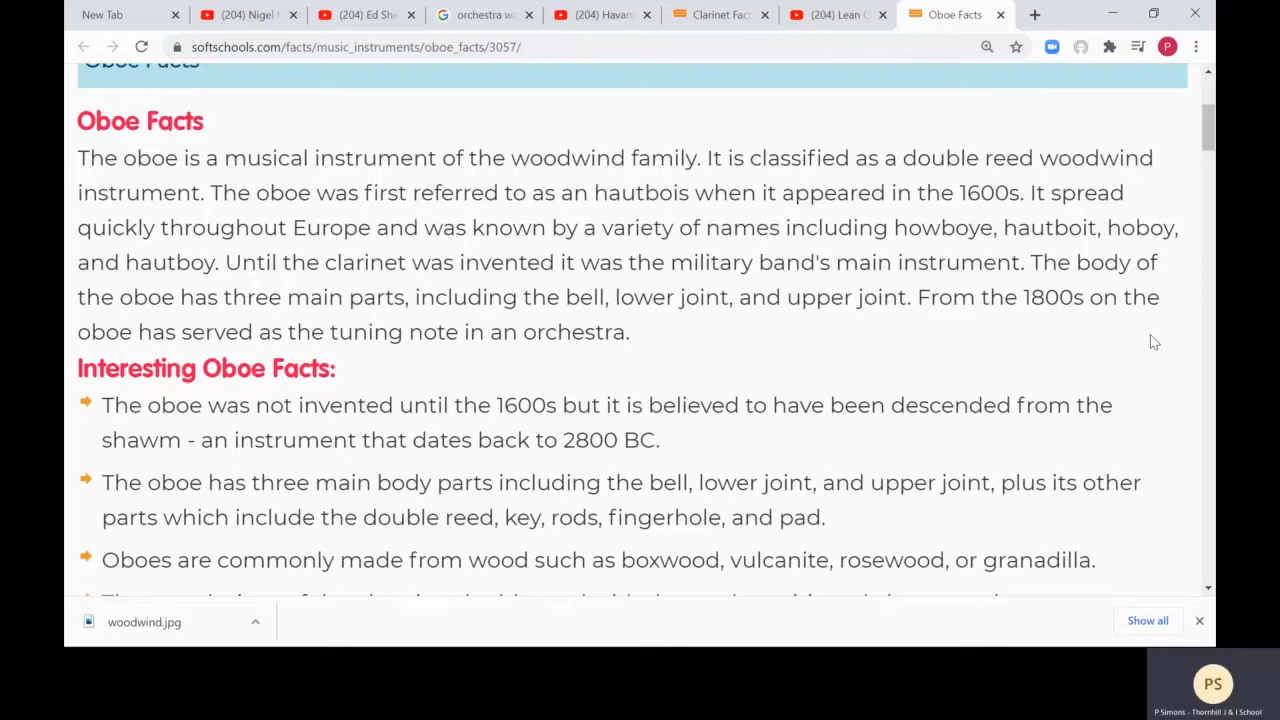 New Tab
(204) Nigel
(204) Ed She
orchestra w
(204) Havan
Clarinet Fact
(204) Lean
Oboe Facts
softschools.com/facts/music_instruments/oboe_facts/3057/
P
Oboe Facts
Oboe Facts
The oboe is a musical instrument of the woodwind family. It is classified as a double reed woodwind
instrument. The oboe was first referred to as an hautbois when it appeared in the 1600s. It spread
quickly throughout Europe and was known by a variety of names including howboye, hautboit, hoboy,
and hautboy. Until the clarinet was invented it was the military band's main instrument. The body of
the oboe has three main parts, including the bell, lower joint, and upper joint. From the 1800s on the
oboe has served as the tuning note in an orchestra.
Interesting Oboe Facts:
The oboe was not invented until the 1600s but it is believed to have been descended from the
shawm - an instrument that dates back to 2800 BC.
The oboe has three main body parts including the bell, lower joint, and upper joint, plus its other
parts which include the double reed, key, rods, fingerhole, and pad.
Oboes are commonly made from wood such as boxwood, vulcanite, rosewood, or granadilla.
woodwind.jpg
Show all
PS
P Simons - Thornhill J & I School